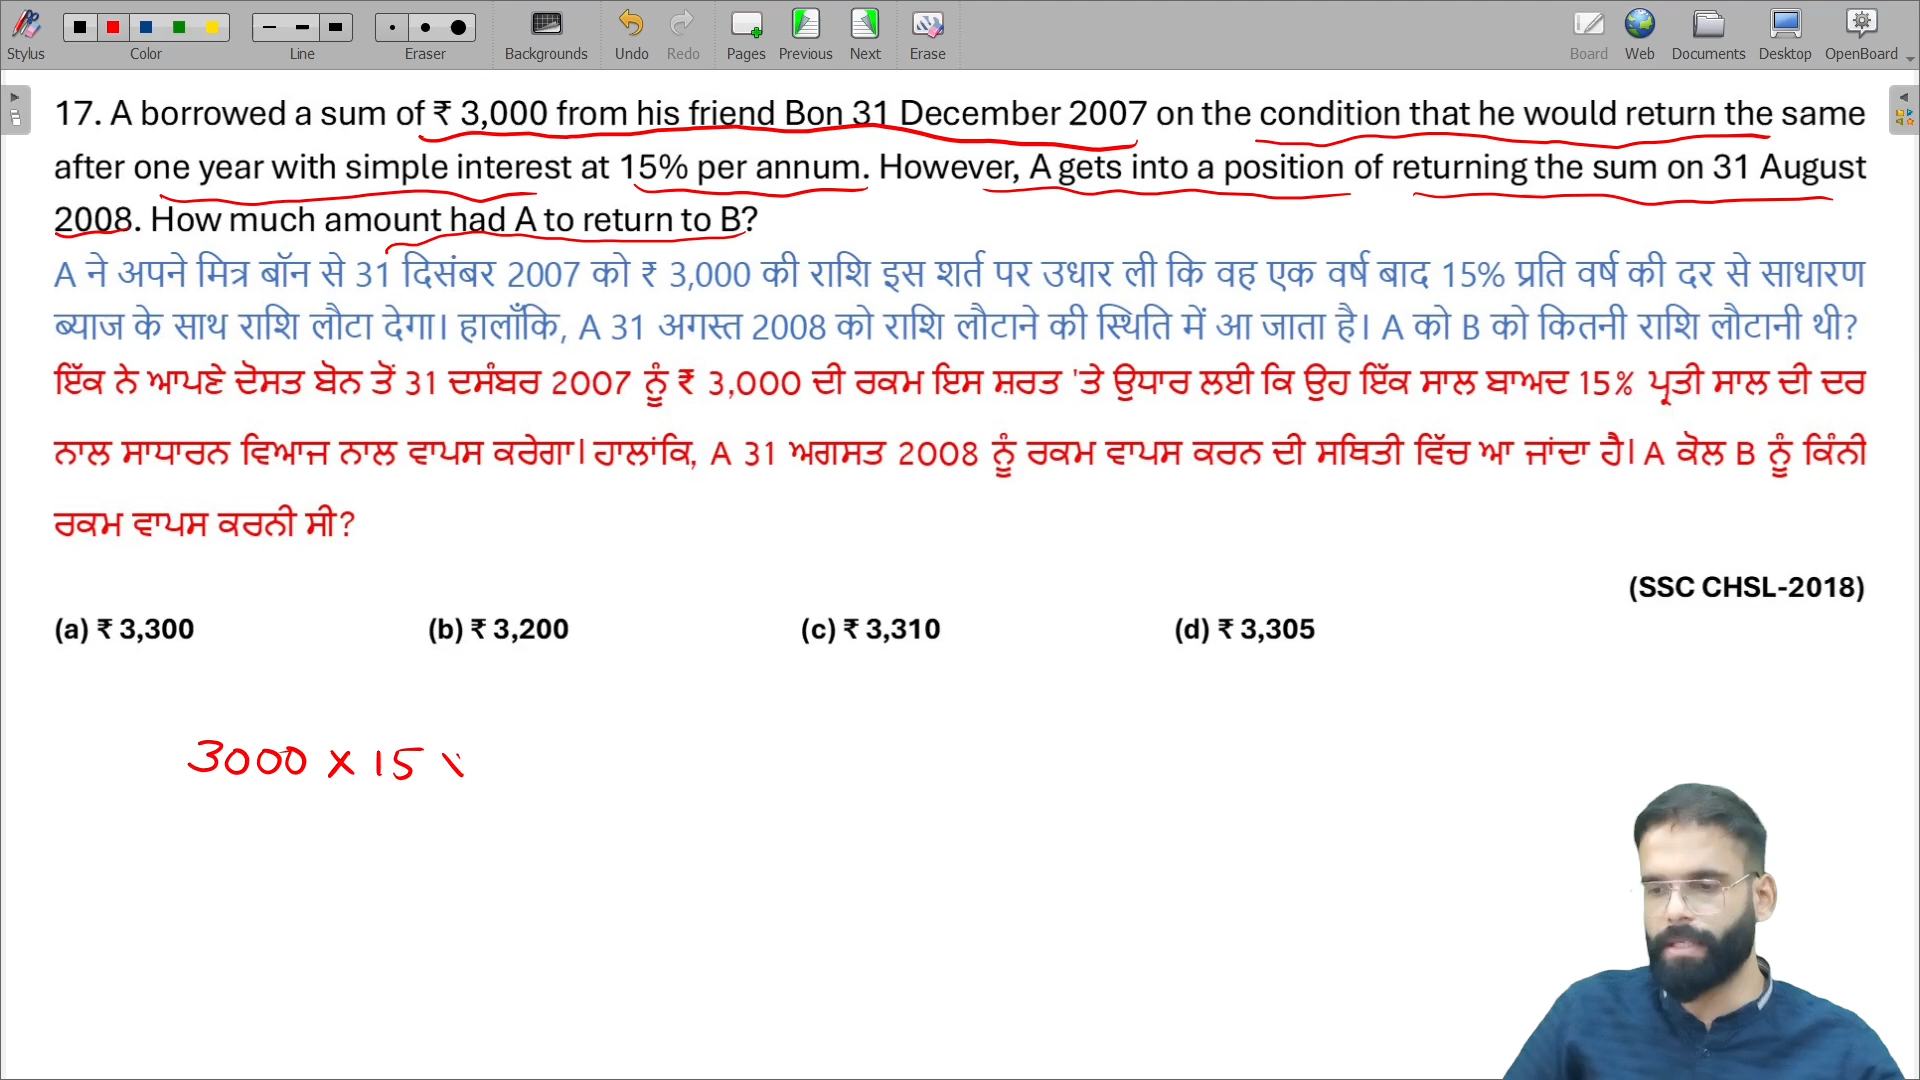 Stylus Color Line Eraser Backgrounds Undo Redo Pages Previous Next Erase Board Web Documents Desktop OpenBoard
17. A borrowed a sum of ₹ 3,000 from his friend Bon 31 December 2007 on the condition that he would return the same
after one year with simple interest at 15% per annum. However, A gets into a position of returning the sum on 31 August
2008. How much amount had A to return to B?
A ने अपने मित्र बॉन से 31 दिसंबर 2007 को ₹ 3,000 की राशि इस शर्त पर उधार ली कि वह एक वर्ष बाद 15% प्रति वर्ष की दर से साधारण
ब्याज के साथ राशि लौटा देगा। हालाँकि, A 31 अगस्त 2008 को राशि लौटाने की स्थिति में आ जाता है। A को B को कितनी राशि लौटानी थी?
ਇੱਕ ਨੇ ਆਪਣੇ ਦੋਸਤ ਬੋਨ ਤੋਂ 31 ਦਸੰਬਰ 2007 ਨੂੰ ₹ 3,000 ਦੀ ਰਕਮ ਇਸ ਸ਼ਰਤ 'ਤੇ ਉਧਾਰ ਲਈ ਕਿ ਉਹ ਇੱਕ ਸਾਲ ਬਾਅਦ 15% ਪ੍ਰਤੀ ਸਾਲ ਦੀ ਦਰ
ਨਾਲ ਸਾਧਾਰਨ ਵਿਆਜ ਨਾਲ ਵਾਪਸ ਕਰੇਗਾ। ਹਾਲਾਂਕਿ, A 31 ਅਗਸਤ 2008 ਨੂੰ ਰਕਮ ਵਾਪਸ ਕਰਨ ਦੀ ਸਥਿਤੀ ਵਿੱਚ ਆ ਜਾਂਦਾ ਹੈ। A ਕੋਲ B ਨੂੰ ਕਿੰਨੀ
ਰਕਮ ਵਾਪਸ ਕਰਨੀ ਸੀ?
(SSC CHSL-2018)
(a) ₹ 3,300 (b) ₹ 3,200 (c) ₹ 3,310 (d) ₹ 3,305
3000 x 15